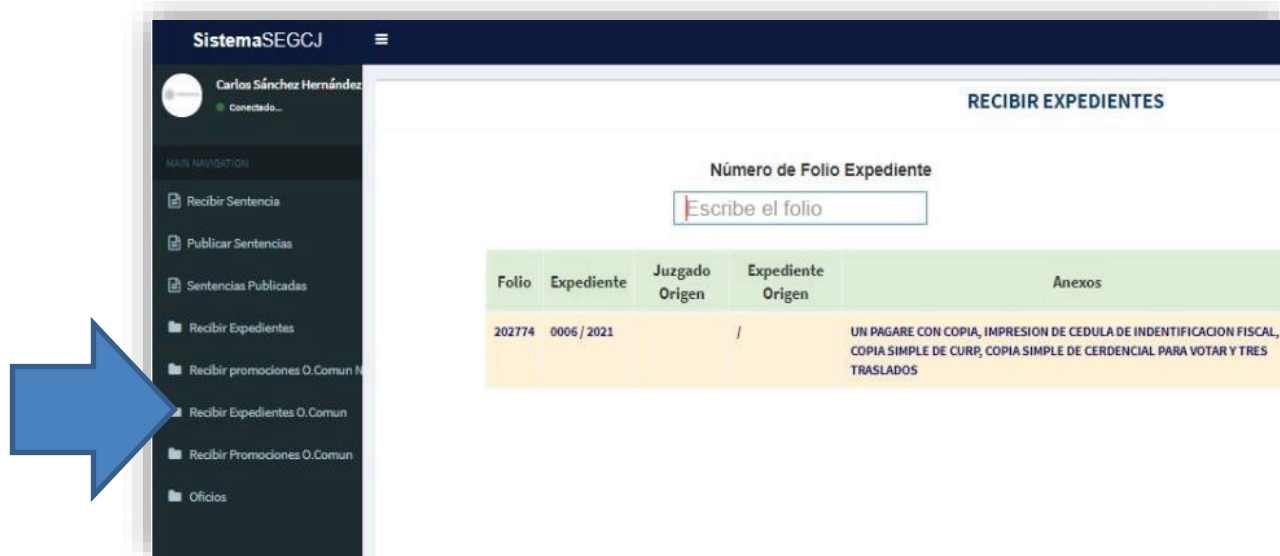 SistemaSEGCJ
Carlos Sánchez Hernández
Conectado...
MAIN NAVIGATION
Recibir Sentencia
Publicar Sentencias
Sentencias Publicadas
Recibir Expedientes
Recibir promociones O.Comun N
Recibir Expedientes O.Comun
Recibir Promociones O.Comun
Oficios
RECIBIR EXPEDIENTES
Número de Folio Expediente
Escribe el folio
Folio Expediente Juzgado Origen Expediente Origen Anexos
202774 0006 / 2021 / UN PAGARE CON COPIA, IMPRESION DE CEDULA DE INDENTIFICACION FISCAL,
COPIA SIMPLE DE CURP, COPIA SIMPLE DE CERDENCIAL PARA VOTAR Y TRES
TRASLADOS